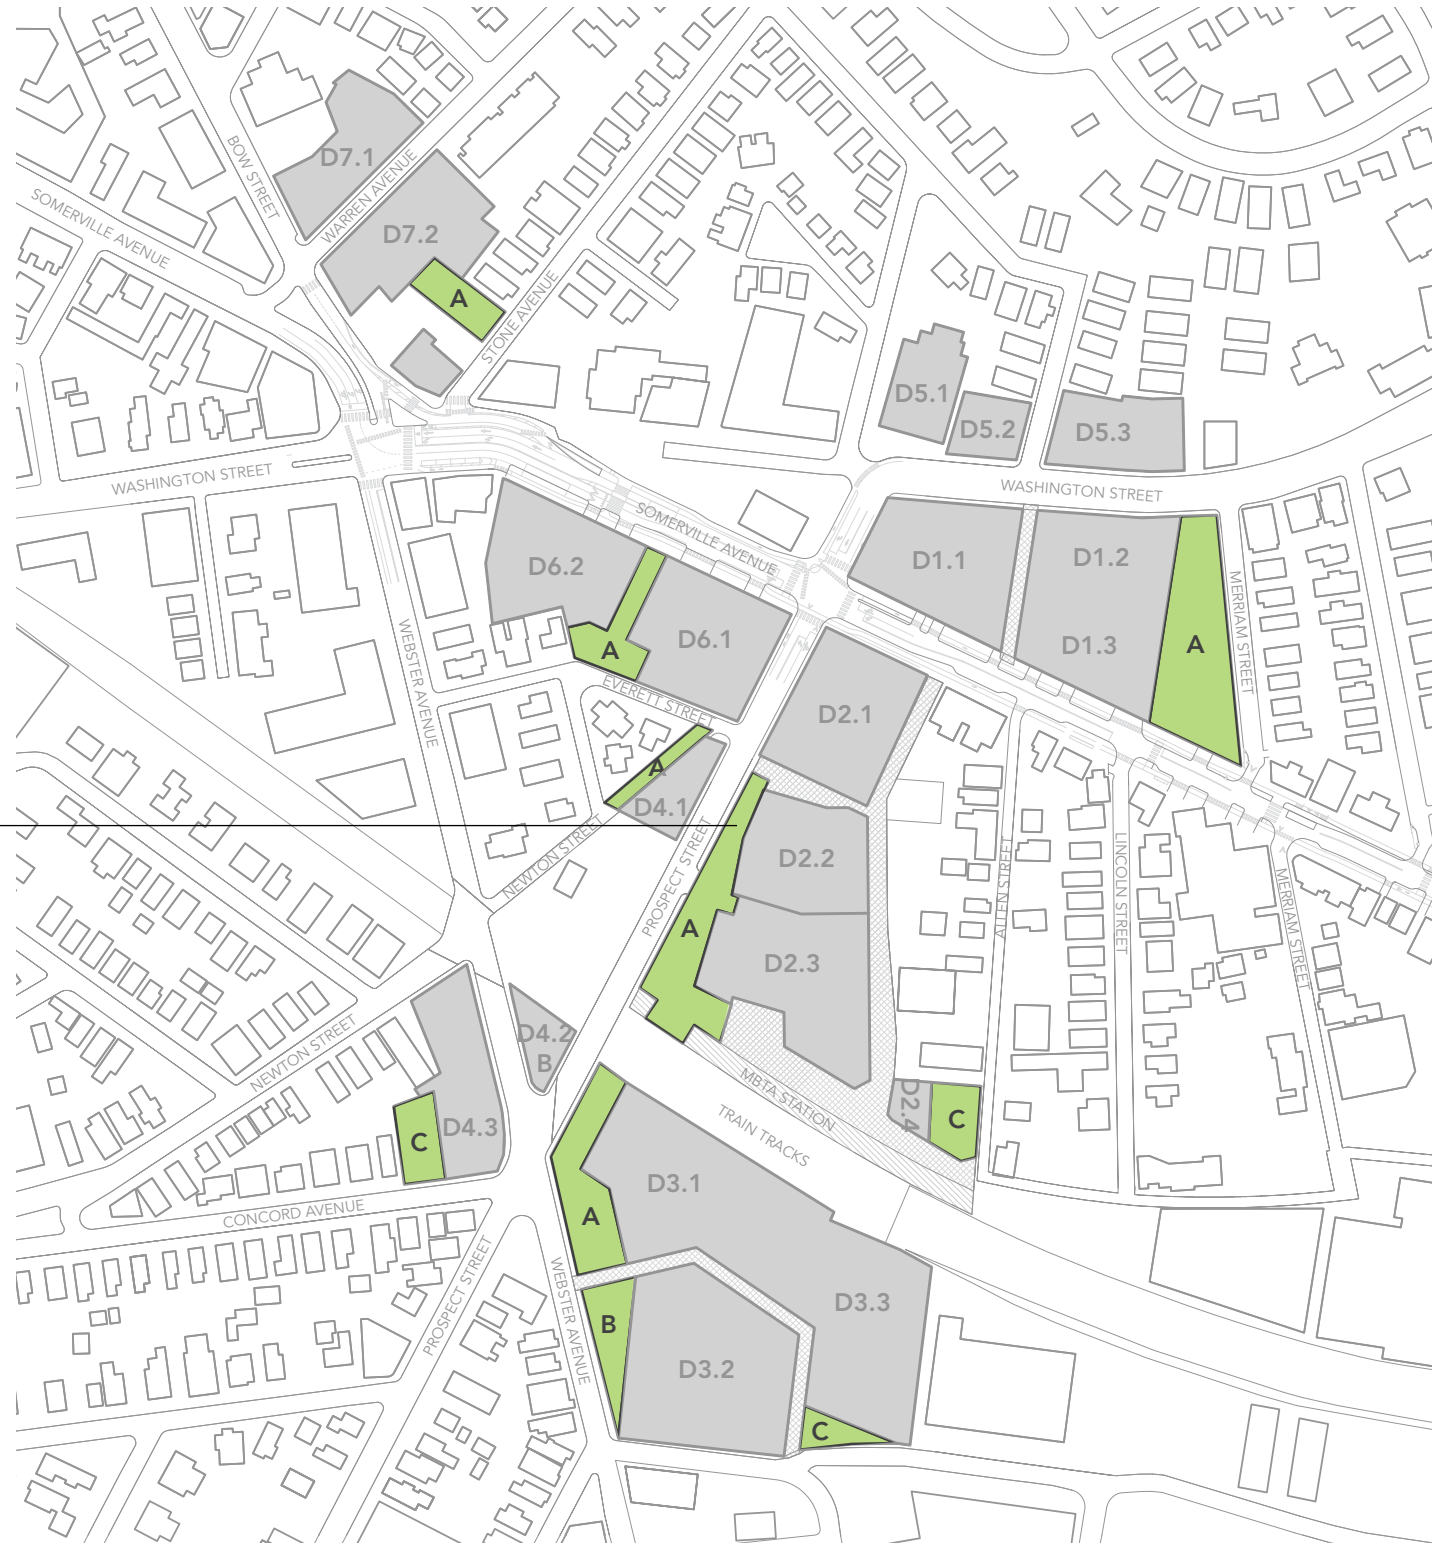 D7.1
BOW STREET
WARREN AVENUE
SOMERVILLE AVENUE
D7.2
A
STONE AVENUE
D5.1
D5.2
D5.3
WASHINGTON STREET
WASHINGTON STREET
SOMERVILLE AVENUE
D6.2
D1.1
D1.2
MERRIAM STREET
D6.1
D1.3
A
A
WEBSTER AVENUE
EVERETT STREET
D2.1
A
D4.1
NEWTON STREET
PROSPECT STREET
D2.2
ALLEN STREET
LINCOLN STREET
MERRIAM STREET
A
D2.3
D4.2
B
NEWTON STREET
MBTA STATION
TRAIN TRACKS
D2.4
C
D4.3
C
D3.1
CONCORD AVENUE
A
PROSPECT STREET
WEBSTER AVENUE
D3.3
B
D3.2
C